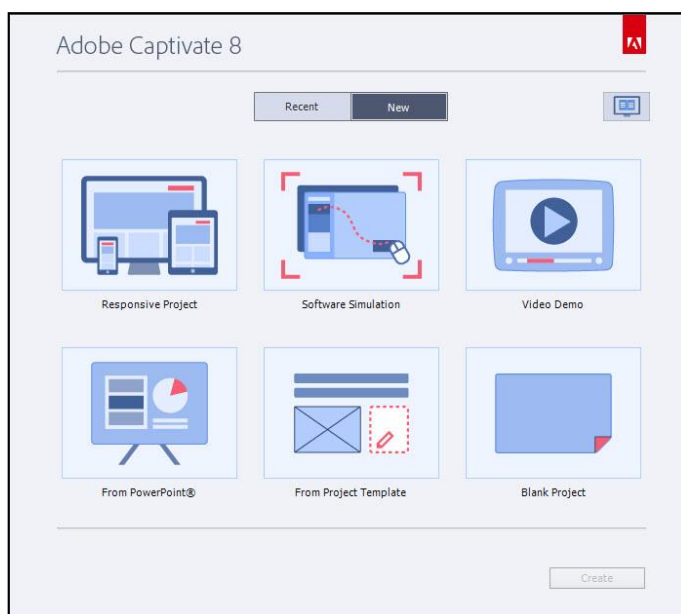 Adobe Captivate 8
Recent New
Responsive Project Software Simulation Video Demo
From PowerPoint® From Project Template Blank Project
Create